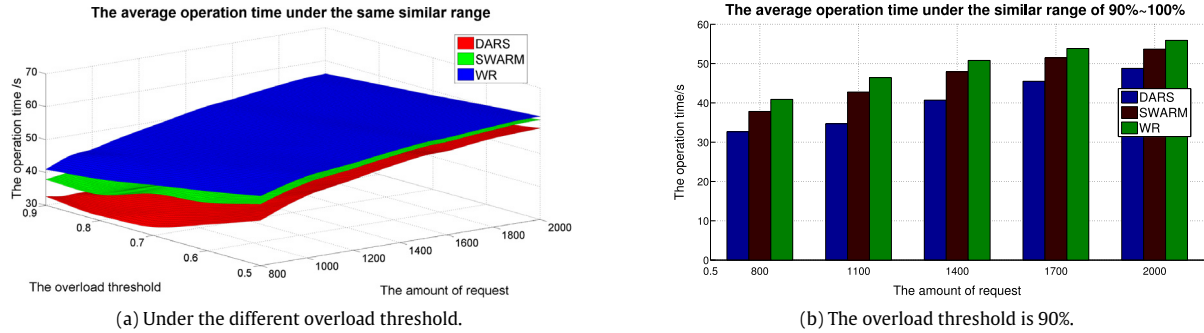 The average operation time under the same similar range
DARS
SWARM
WR
The operation time /s
70
60
50
40
30
0.9
0.8
0.7
0.6
0.5
800
1000
1200
1400
1600
1800
2000
The overload threshold
The amount of request
(a) Under the different overload threshold.
The average operation time under the similar range of 90%~100%
DARS
SWARM
WR
The operation time/s
60
50
40
30
20
10
0
0.5
800
1100
1400
1700
2000
The amount of request
(b) The overload threshold is 90%.